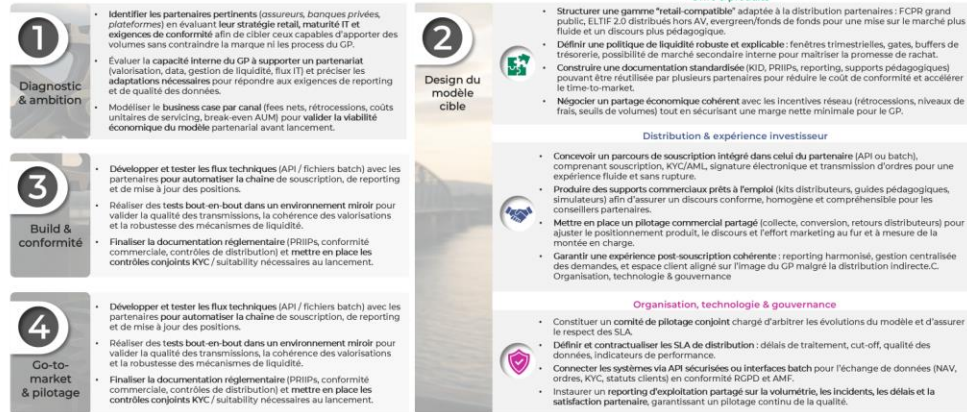 1
Diagnostic
& ambition
• Identifier les partenaires pertinents (assureurs, banques privées,
plateformes) en évaluant leur stratégie retail, maturité IT et
exigences de conformité afin de cibler ceux capables d'apporter des
volumes sans contraindre la marque ni les process du GP.
• Évaluer la capacité interne du GP à supporter un partenariat
(valorisation, data, gestion de liquidité, flux IT) et préciser les
adaptations nécessaires pour répondre aux exigences de reporting
et de qualité des données.
• Modéliser le business case par canal (fees nets, rétrocessions, coûts
unitaires de servicing, break-even AUM) pour valider la viabilité
économique du modèle partenarial avant lancement.
3
Build &
conformité
• Développer et tester les flux techniques (API / fichiers batch) avec les
partenaires pour automatiser la chaîne de souscription, de reporting
et de mise à jour des positions.
• Réaliser des tests bout-en-bout dans un environnement miroir pour
valider la qualité des transmissions, la cohérence des valorisations
et la robustesse des mécanismes de liquidité.
• Finaliser la documentation réglementaire (PRIIPs, conformité
commerciale, contrôles de distribution) et mettre en place les
contrôles conjoints KYC / suitability nécessaires au lancement.
4
Go-to-
market
& pilotage
• Développer et tester les flux techniques (API / fichiers batch) avec les
partenaires pour automatiser la chaîne de souscription, de reporting
et de mise à jour des positions.
• Réaliser des tests bout-en-bout dans un environnement miroir pour
valider la qualité des transmissions, la cohérence des valorisations
et la robustesse des mécanismes de liquidité.
• Finaliser la documentation réglementaire (PRIIPs, conformité
commerciale, contrôles de distribution) et mettre en place les
contrôles conjoints KYC / suitability nécessaires au lancement.
2
Design du
modèle
cible
• Structurer une gamme "retail-compatible" adaptée à la distribution partenaires : FCPR grand
public, ELTIF 2.0 distribués hors AV, evergreen/fonds de fonds pour une mise sur le marché plus
fluide et un discours plus pédagogique.
• Définir une politique de liquidité robuste et explicable : fenêtres trimestrielles, gates, buffers de
trésorerie, possibilité de marché secondaire interne pour maîtriser la promesse de rachat.
• Construire une documentation standardisée (KID, PRIIPs, reporting, supports pédagogiques)
pouvant être réutilisée par plusieurs partenaires pour réduire le coût de conformité et accélérer
le time-to-market.
• Négocier un partage économique cohérent avec les incentives réseau (rétrocessions, niveaux de
frais, seuils de volumes) tout en sécurisant une marge nette minimale pour le GP.
Distribution & expérience investisseur
• Concevoir un parcours de souscription intégré dans celui du partenaire (API ou batch),
comprenant souscription, KYC/AML, signature électronique et transmission d'ordres pour une
expérience fluide et sans rupture.
• Produire des supports commerciaux prêts à l'emploi (kits distributeurs, guides pédagogiques,
simulateurs) afin d'assurer un discours conforme, homogène et compréhensible pour les
conseillers partenaires.
• Mettre en place un pilotage commercial partagé (collecte, conversion, retours distributeurs) pour
ajuster le positionnement produit, le discours et l'effort marketing au fur et à mesure de la
montée en charge.
• Garantir une expérience post-souscription cohérente : reporting harmonisé, gestion centralisée
des demandes, et espace client aligné sur l'image du GP malgré la distribution indirecte.C.
Organisation, technologie & gouvernance
Organisation, technologie & gouvernance
• Constituer un comité de pilotage conjoint chargé d'arbitrer les évolutions du modèle et d'assurer
le respect des SLA.
• Définir et contractualiser les SLA de distribution : délais de traitement, cut-off, qualité des
données, indicateurs de performance.
• Connecter les systèmes via API sécurisées ou interfaces batch pour l'échange de données (NAV,
ordres, KYC, statuts clients) en conformité RGPD et AMF.
• Instaurer un reporting d'exploitation partagé sur la volumétrie, les incidents, les délais et la
satisfaction partenaire, garantissant un pilotage continu de la qualité.